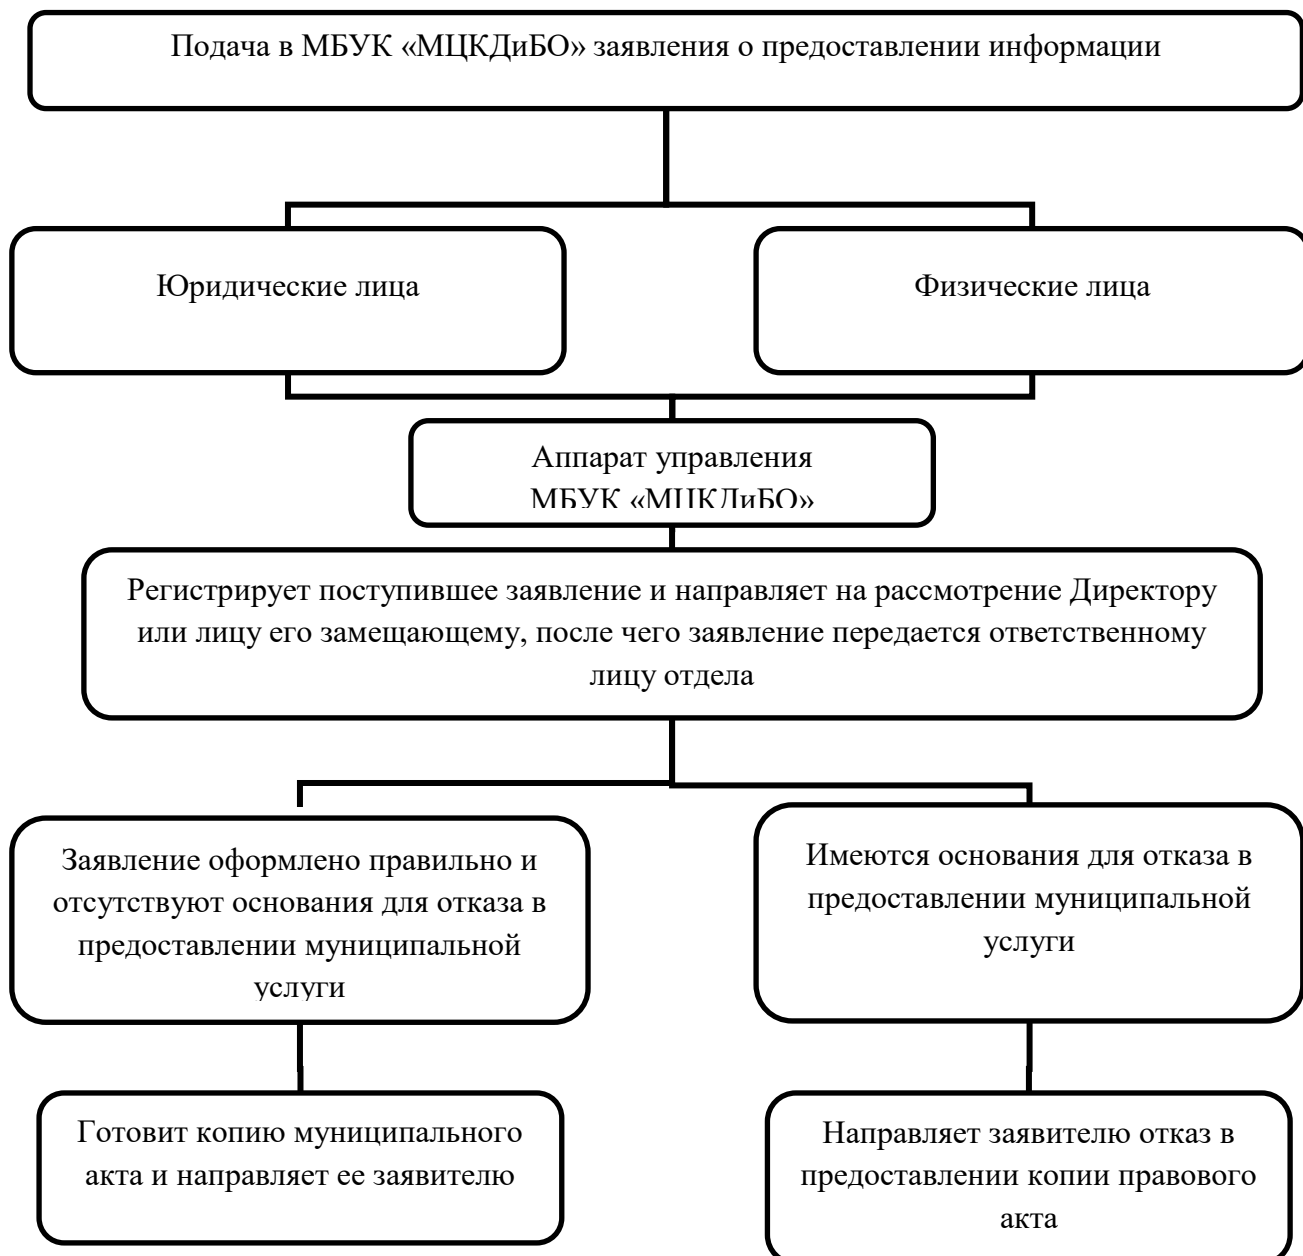 Подача в МБУК «МЦКДиБО» заявления о предоставлении информации
Юридические лица
Физические лица
Аппарат управления
МБУК «МЦКДиБО»
Регистрирует поступившее заявление и направляет на рассмотрение Директору
или лицу его замещающему, после чего заявление передается ответственному
лицу отдела
Заявление оформлено правильно и
отсутствуют основания для отказа в
предоставлении муниципальной
услуги
Имеются основания для отказа в
предоставлении муниципальной
услуги
Готовит копию муниципального
акта и направляет ее заявителю
Направляет заявителю отказ в
предоставлении копии правового
акта